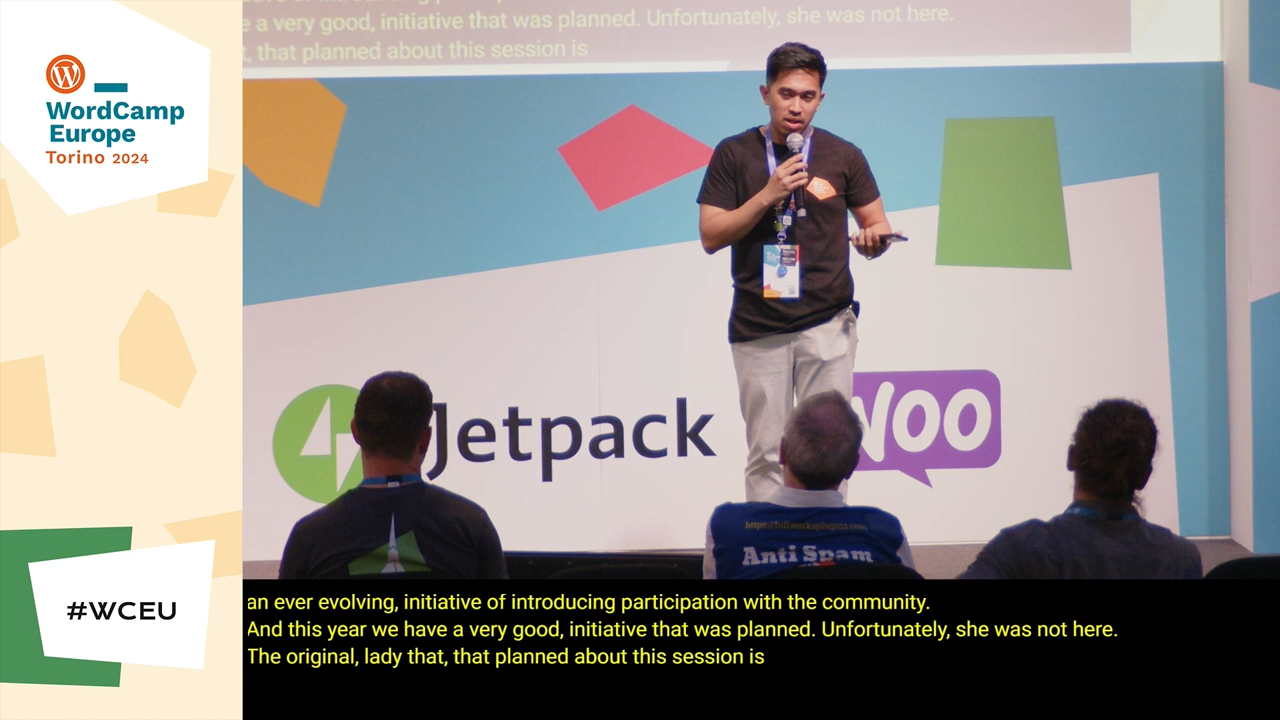 WordCamp
Europe
Torino 2024
#WCEU
e a very good, initiative that was planned. Unfortunately, she was not here.
t, that planned about this session is
Jetpack
WOO
https://fullworksplugins.com
Anti Spam
an ever evolving, initiative of introducing participation with the community.
And this year we have a very good, initiative that was planned. Unfortunately, she was not here.
The original, lady that, that planned about this session is